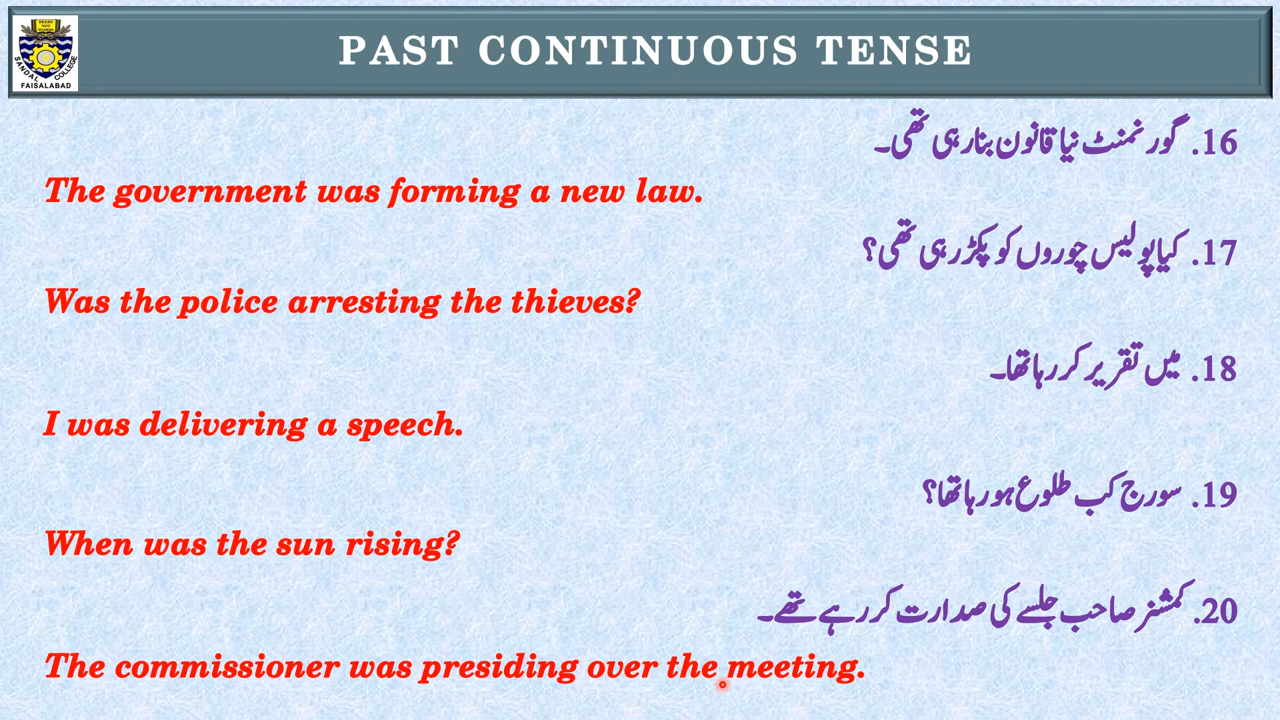 PAST CONTINUOUS TENSE
SANDAL COLLEGE
FAISALABAD
16. گورنمنٹ نیا قانون بنا رہی تھی۔
The government was forming a new law.
17. کیا پولیس چوروں کو پکڑ رہی تھی؟
Was the police arresting the thieves?
18. میں تقریر کر رہا تھا۔
I was delivering a speech.
19. سورج کب طلوع ہو رہا تھا؟
When was the sun rising?
20. کمشنر صاحب جلسے کی صدارت کر رہے تھے۔
The commissioner was presiding over the meeting.